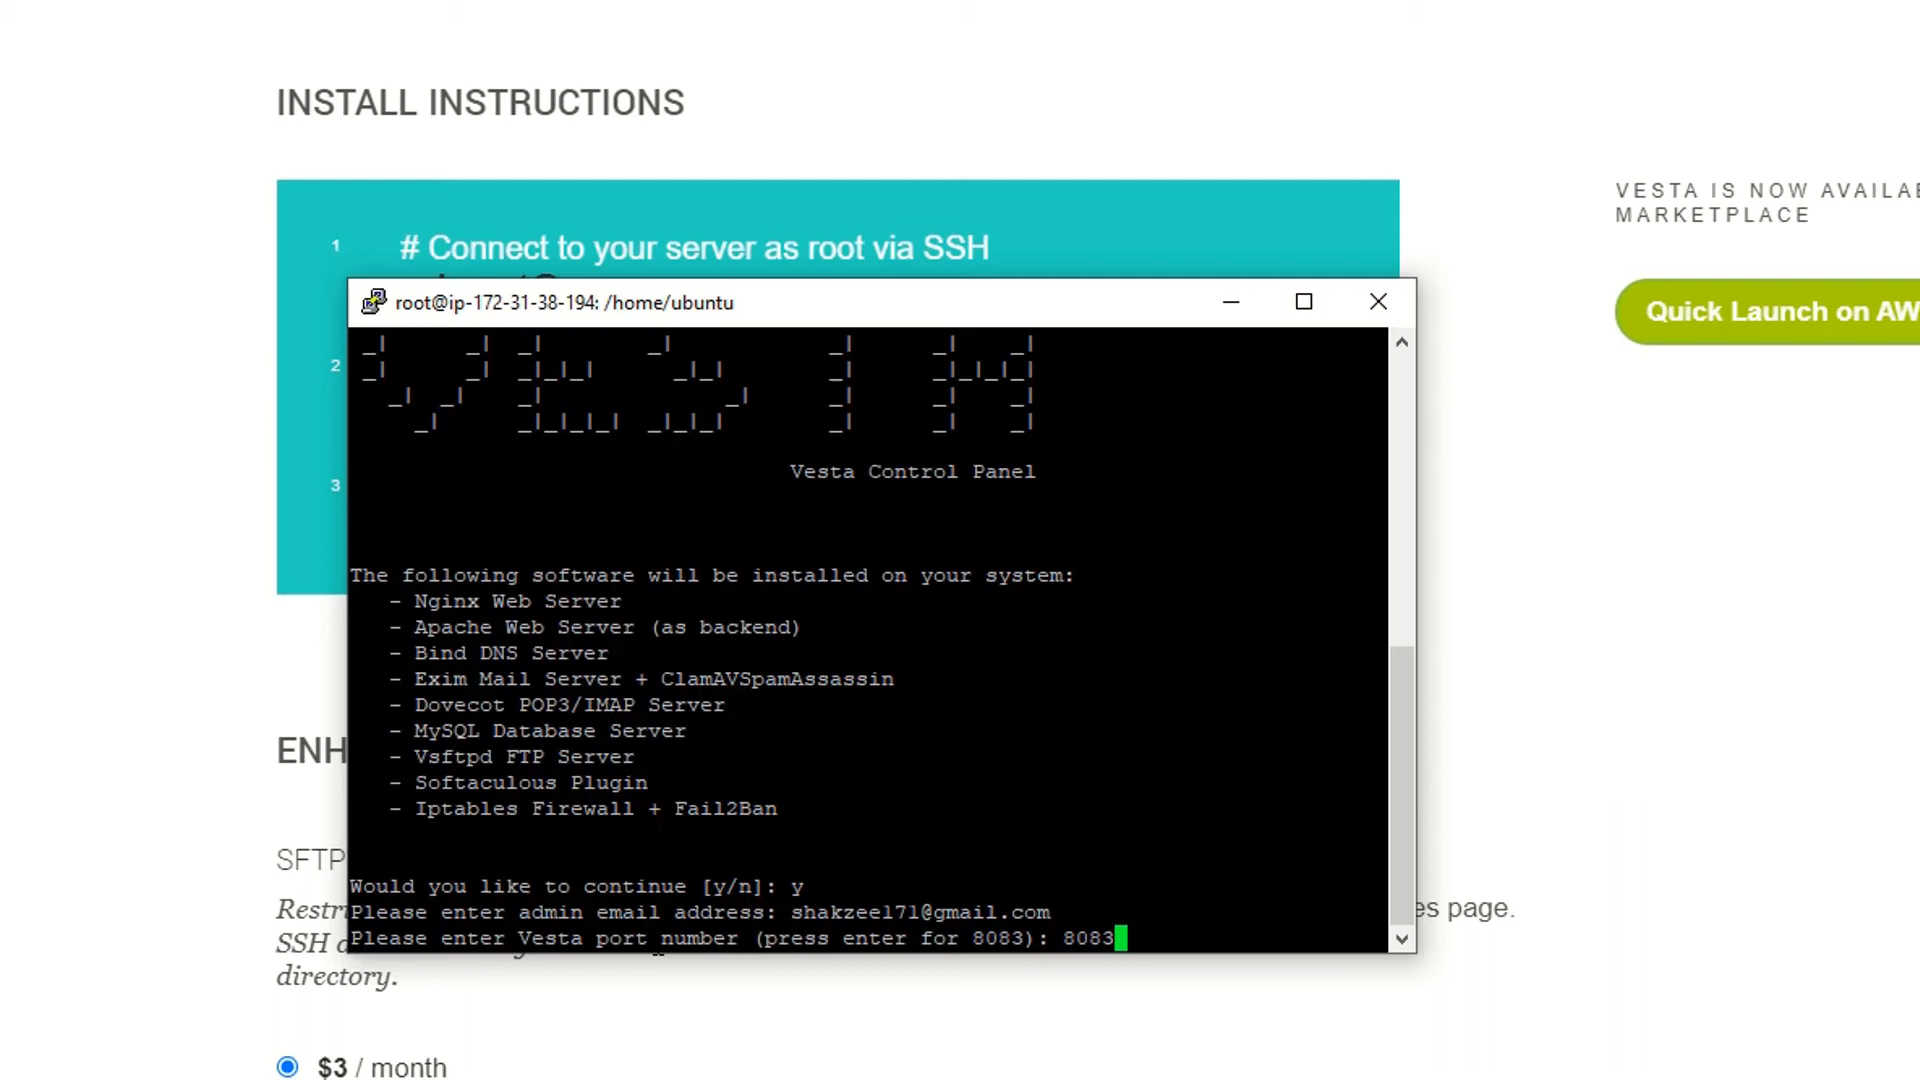 INSTALL INSTRUCTIONS
1 # Connect to your server as root via SSH
VESTA IS NOW
MARKETPLACE
Quick Launch on
root@ip-172-31-38-194: /home/ubuntu
2
3
Vesta Control Panel
The following software will be installed on your system:
- Nginx Web Server
- Apache Web Server (as backend)
- Bind DNS Server
- Exim Mail Server + ClamAVSpamAssassin
- Dovecot POP3/IMAP Server
- MySQL Database Server
- Vsftpd FTP Server
- Softaculous Plugin
- Iptables Firewall + Fail2Ban
Would you like to continue [y/n]: y
Please enter admin email address: shakzee171@gmail.com
Please enter Vesta port number (press enter for 8083): 8083
SFTP
page.
SSH
directory.
$3 / month